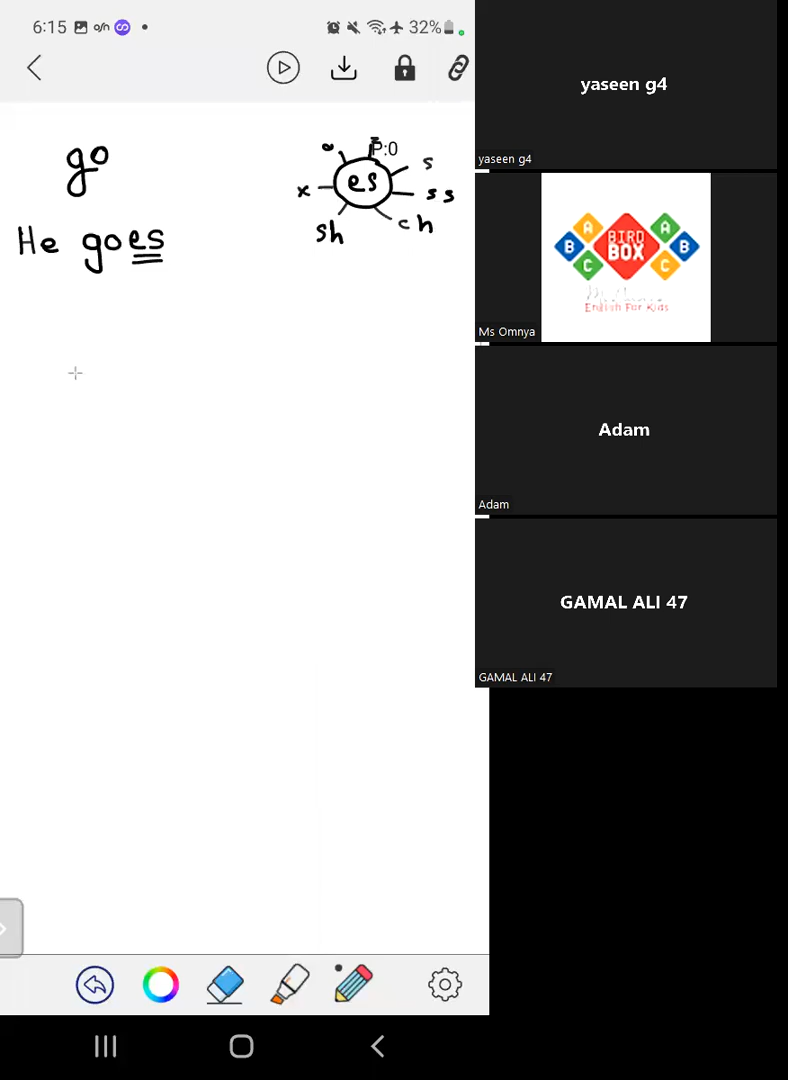 6:15
32%
go
He goes
o
P:0
s
x
es
ss
sh
ch
yaseen g4
yaseen g4
A
BIRD
A
B
BOX
B
C
C
English For Kids
Ms Omnya
Adam
Adam
GAMAL ALI 47
GAMAL ALI 47